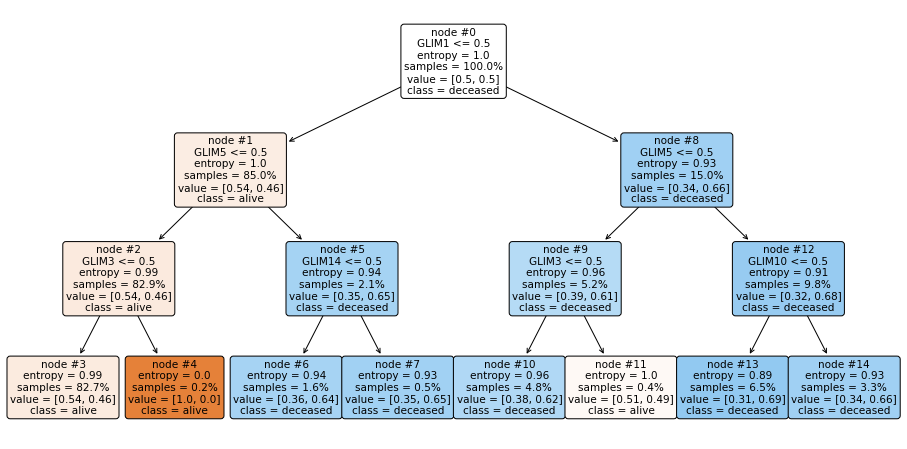 node #0
GLIM1 <= 0.5
entropy = 1.0
samples = 100.0%
value = [0.5, 0.5]
class = deceased
node #1
GLIM5 <= 0.5
entropy = 1.0
samples = 85.0%
value = [0.54, 0.46]
class = alive
node #8
GLIM5 <= 0.5
entropy = 0.93
samples = 15.0%
value = [0.34, 0.66]
class = deceased
node #2
GLIM3 <= 0.5
entropy = 0.99
samples = 82.9%
value = [0.54, 0.46]
class = alive
node #5
GLIM14 <= 0.5
entropy = 0.94
samples = 2.1%
value = [0.35, 0.65]
class = deceased
node #9
GLIM3 <= 0.5
entropy = 0.96
samples = 5.2%
value = [0.39, 0.61]
class = deceased
node #12
GLIM10 <= 0.5
entropy = 0.91
samples = 9.8%
value = [0.32, 0.68]
class = deceased
node #3
entropy = 0.99
samples = 82.7%
value = [0.54, 0.46]
class = alive
node #4
entropy = 0.0
samples = 0.2%
value = [1.0, 0.0]
class = alive
node #6
entropy = 0.94
samples = 1.6%
value = [0.36, 0.64]
class = deceased
node #7
entropy = 0.93
samples = 0.5%
value = [0.35, 0.65]
class = deceased
node #10
entropy = 0.96
samples = 4.8%
value = [0.38, 0.62]
class = deceased
node #11
entropy = 1.0
samples = 0.4%
value = [0.51, 0.49]
class = alive
node #13
entropy = 0.89
samples = 6.5%
value = [0.31, 0.69]
class = deceased
node #14
entropy = 0.93
samples = 3.3%
value = [0.34, 0.66]
class = deceased